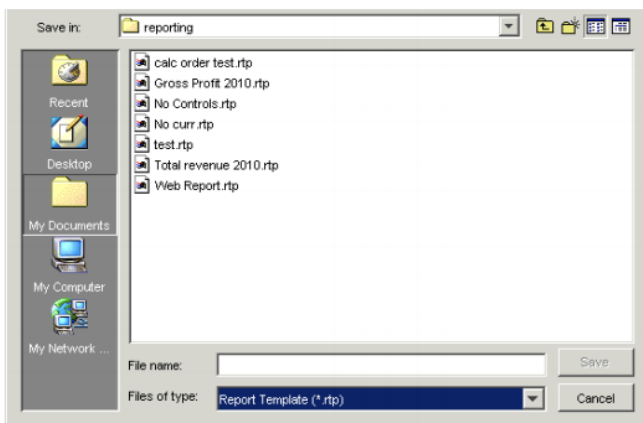 Save in:
reporting
Recent
Desktop
My Documents
My Computer
My Network ...
calc order test.rtp
Gross Profit 2010.rtp
No Controls.rtp
No curr.rtp
test.rtp
Total revenue 2010.rtp
Web Report.rtp
File name:
Save
Files of type:
Report Template (*.rtp)
Cancel